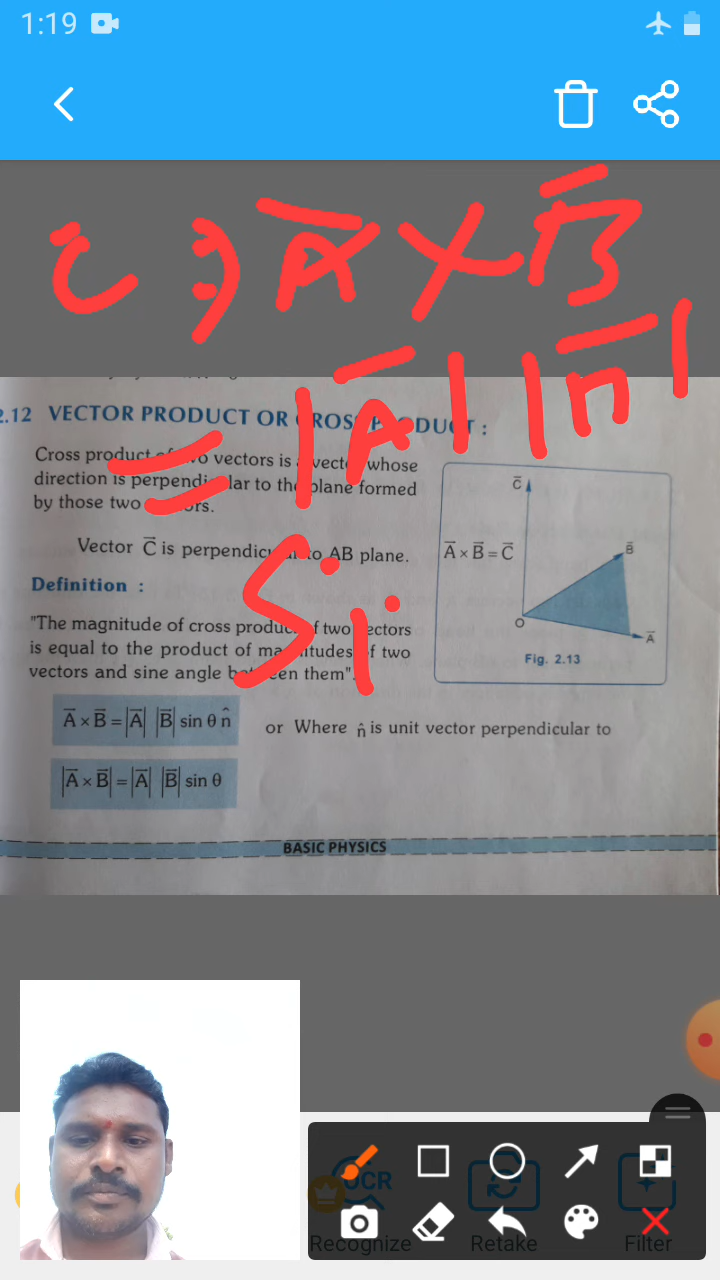 1:19
C ⇒ A̅ × B̅
= |A̅| |n̅|
Si
2.12 VECTOR PRODUCT OR CROSS PRODUCT :
Cross product of two vectors is a vector whose
direction is perpendicular to the plane formed
by those two vectors.
Vector C̅ is perpendicular to AB plane.
Definition :
"The magnitude of cross product of two vectors
is equal to the product of magnitudes of two
vectors and sine angle between them".
C̅
A̅ × B̅ = C̅
B̅
O
A̅
Fig. 2.13
A̅ × B̅ = |A̅| |B̅| sin θ n̂
or Where n̂ is unit vector perpendicular to
|A̅ × B̅| = |A̅| |B̅| sin θ
BASIC PHYSICS
OCR
Recognize
Retake
Filter